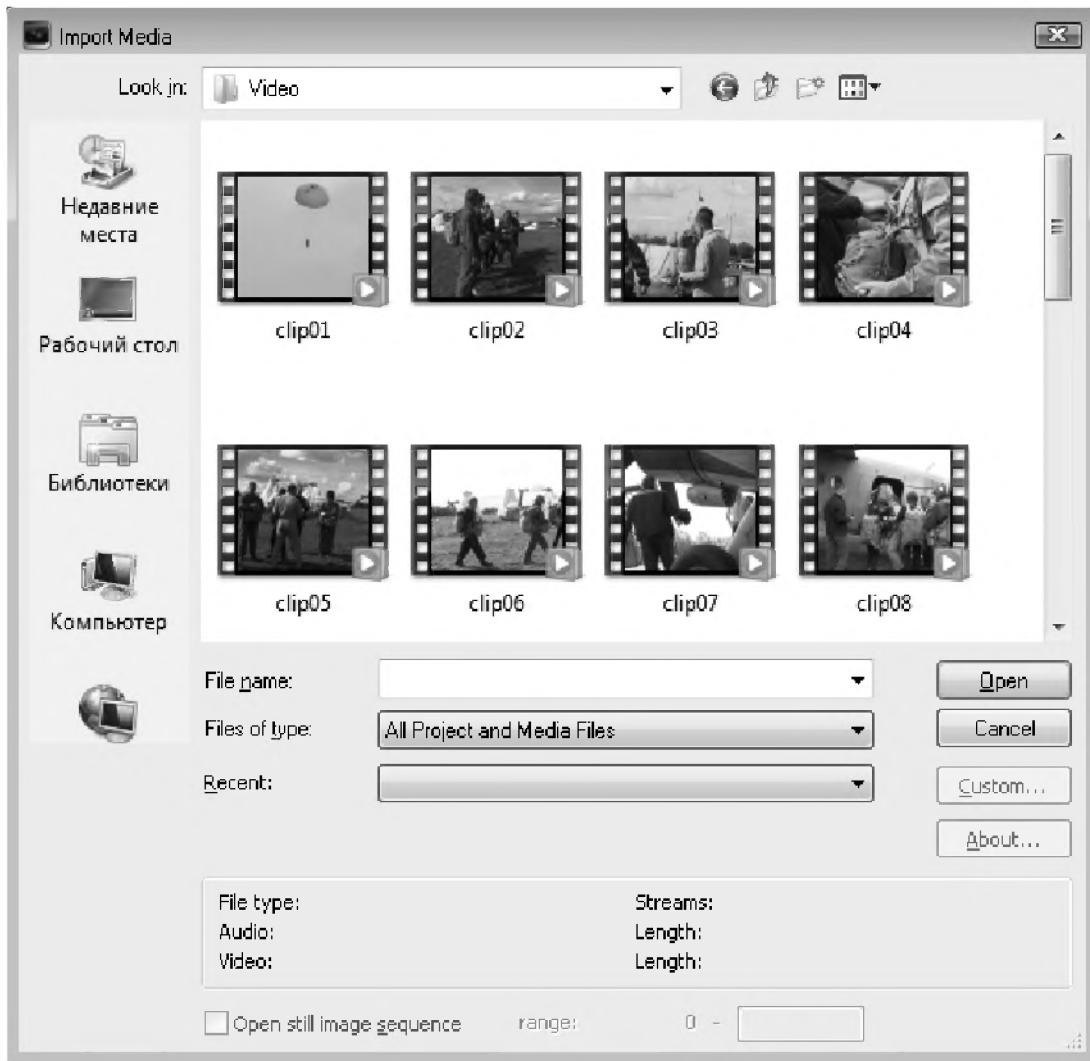 Import Media
Look in: Video
Недавние места
Рабочий стол
Библиотеки
Компьютер
clip01 clip02 clip03 clip04
clip05 clip06 clip07 clip08
File name:
Open
Files of type: All Project and Media Files
Cancel
Recent:
Custom...
About...
File type: Streams:
Audio: Length:
Video: Length:
Open still image sequence range: 0 -